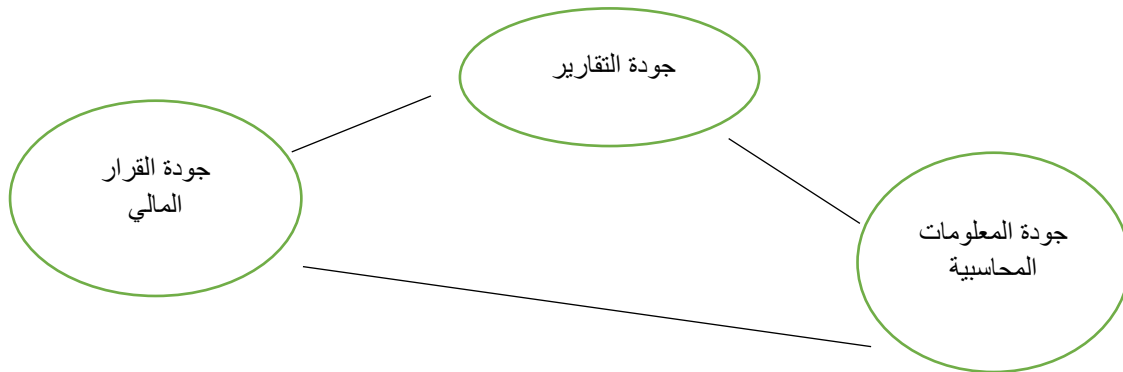 جودة التقارير
جودة القرار
المالي
جودة المعلومات
المحاسبية